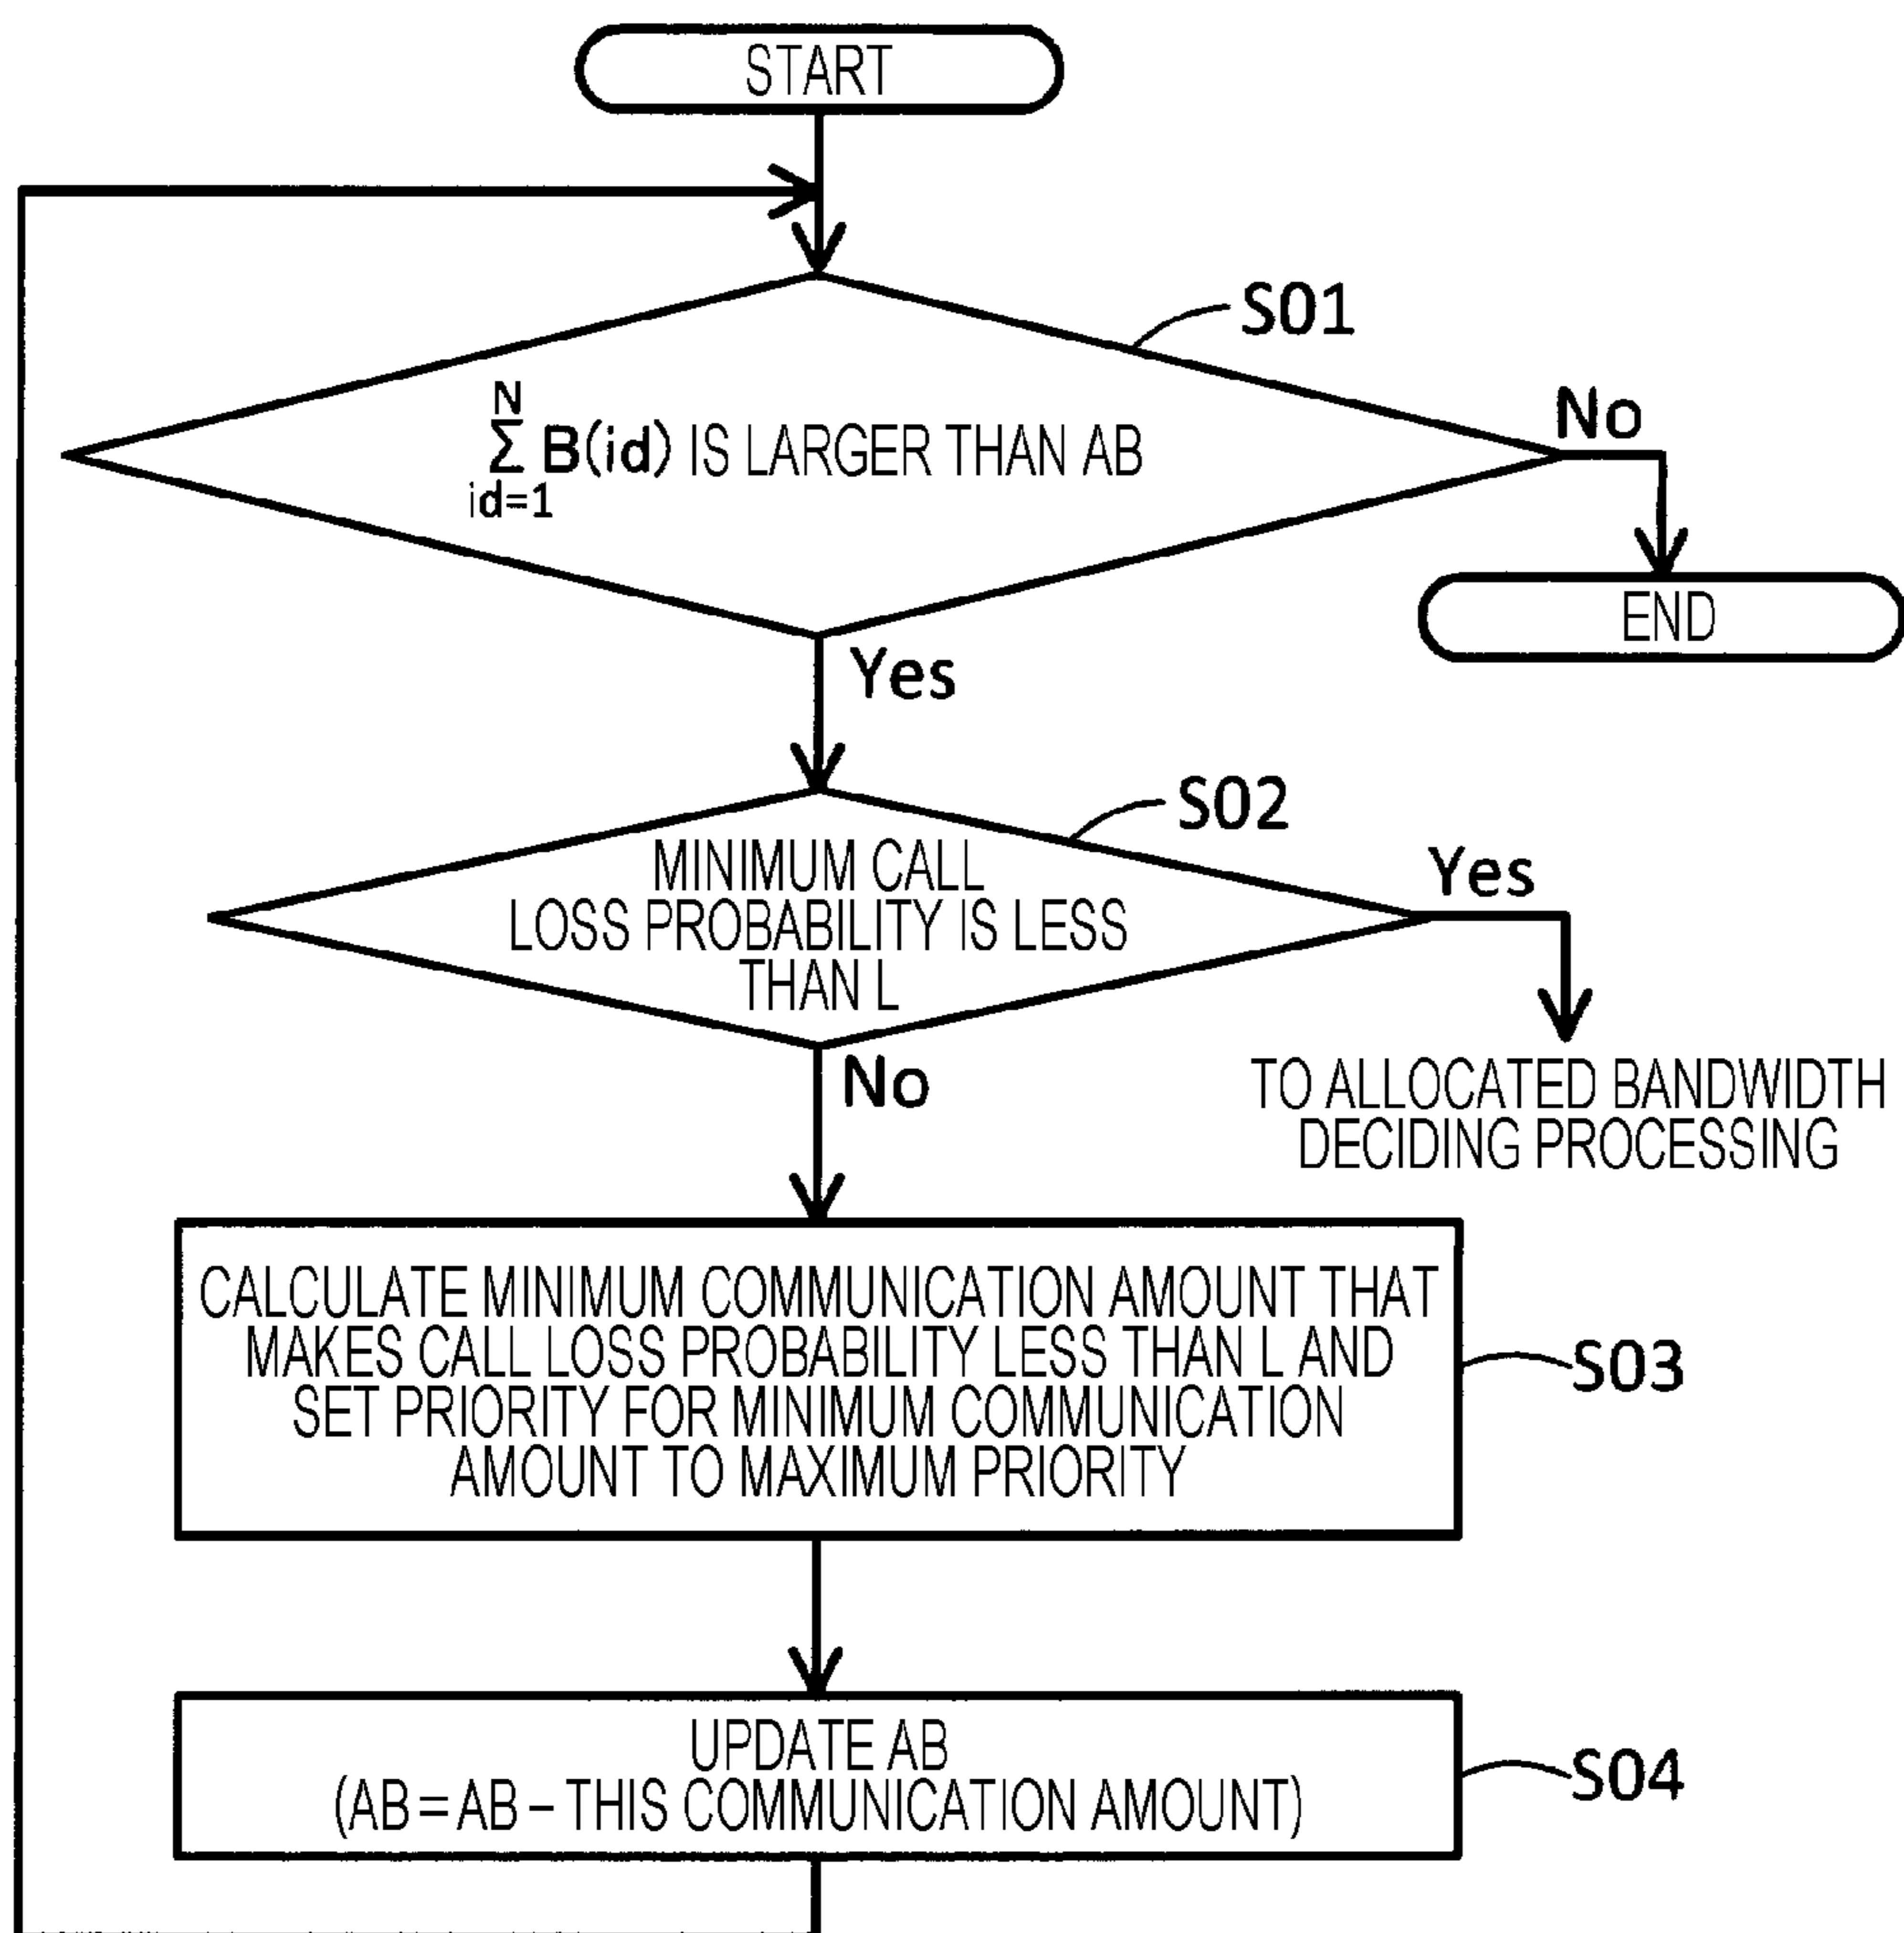 START
S01
N
Σ B(id) IS LARGER THAN AB
id=1
No
END
Yes
S02
MINIMUM CALL
LOSS PROBABILITY IS LESS
THAN L
Yes
No
TO ALLOCATED BANDWIDTH
DECIDING PROCESSING
CALCULATE MINIMUM COMMUNICATION AMOUNT THAT
MAKES CALL LOSS PROBABILITY LESS THAN L AND
SET PRIORITY FOR MINIMUM COMMUNICATION
AMOUNT TO MAXIMUM PRIORITY
S03
UPDATE AB
(AB = AB – THIS COMMUNICATION AMOUNT)
S04